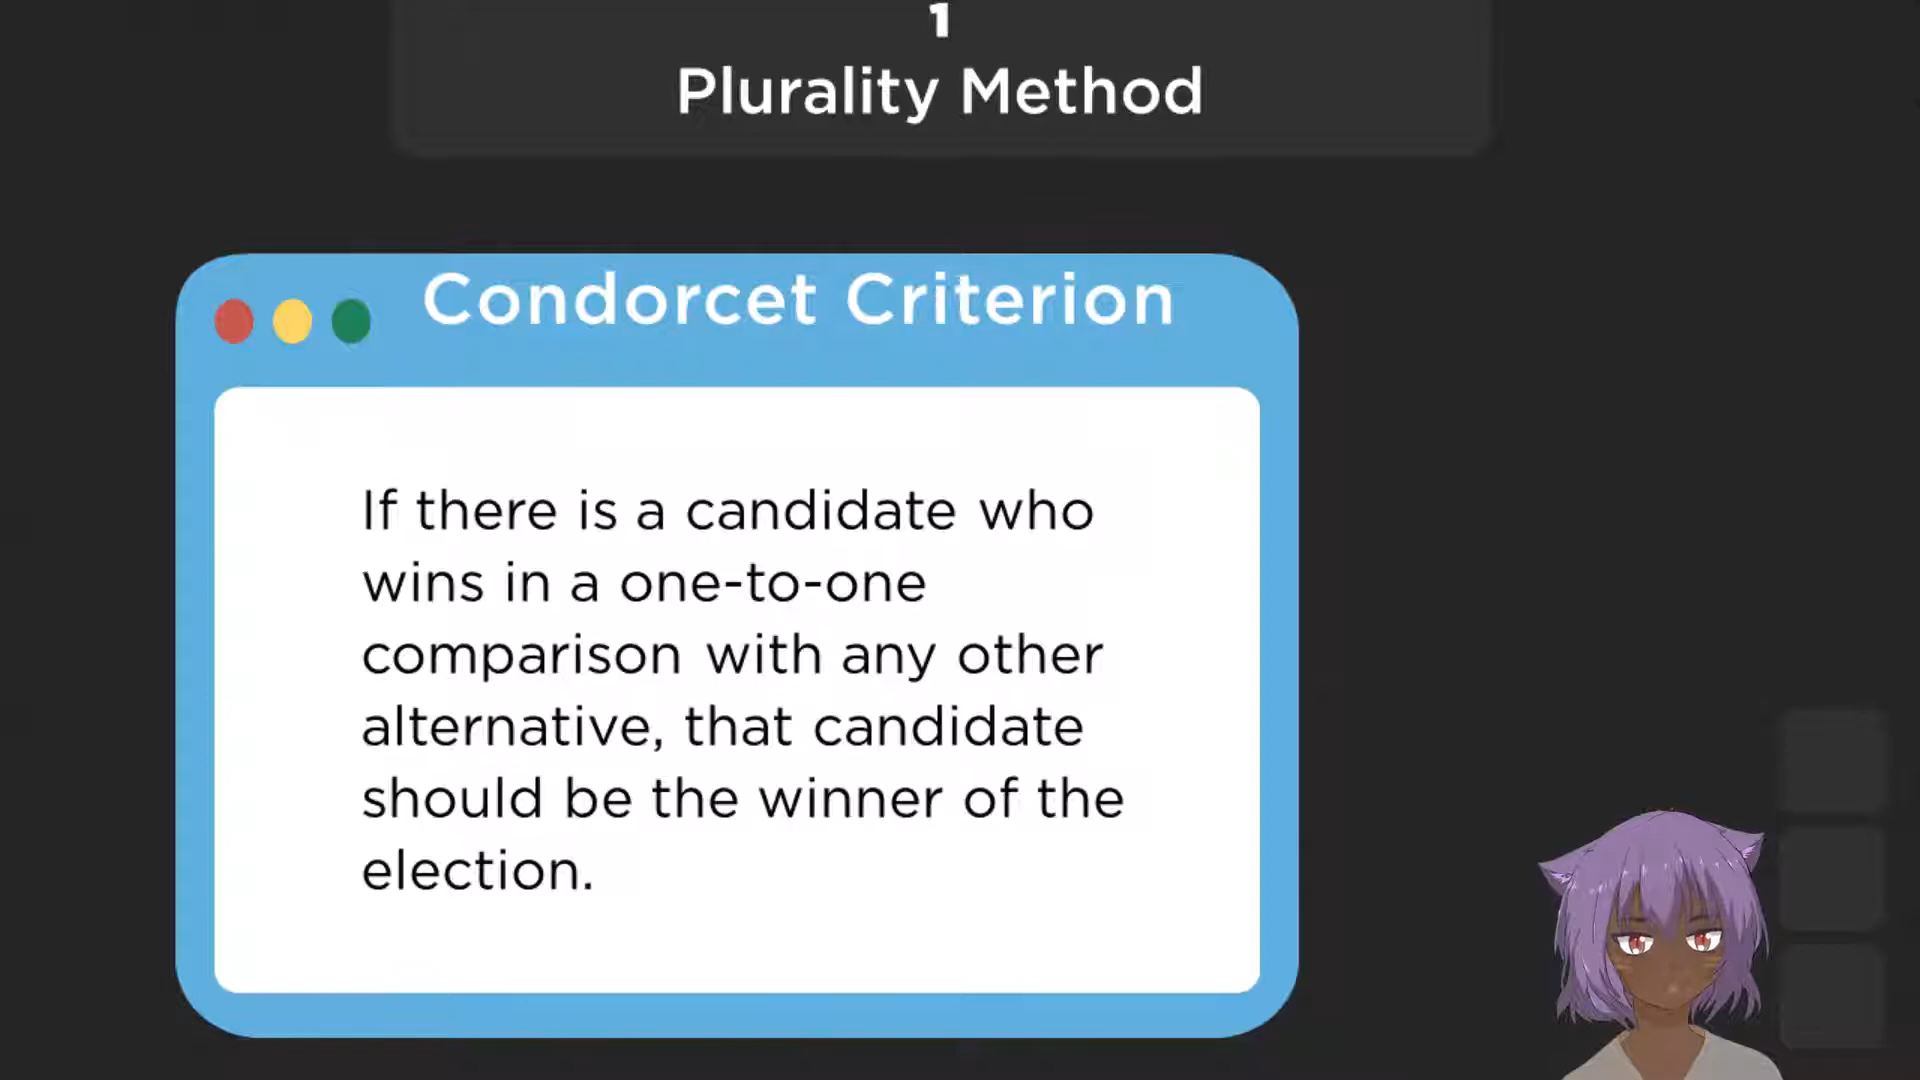 1
Plurality Method
Condorcet Criterion
If there is a candidate who
wins in a one-to-one
comparison with any other
alternative, that candidate
should be the winner of the
election.